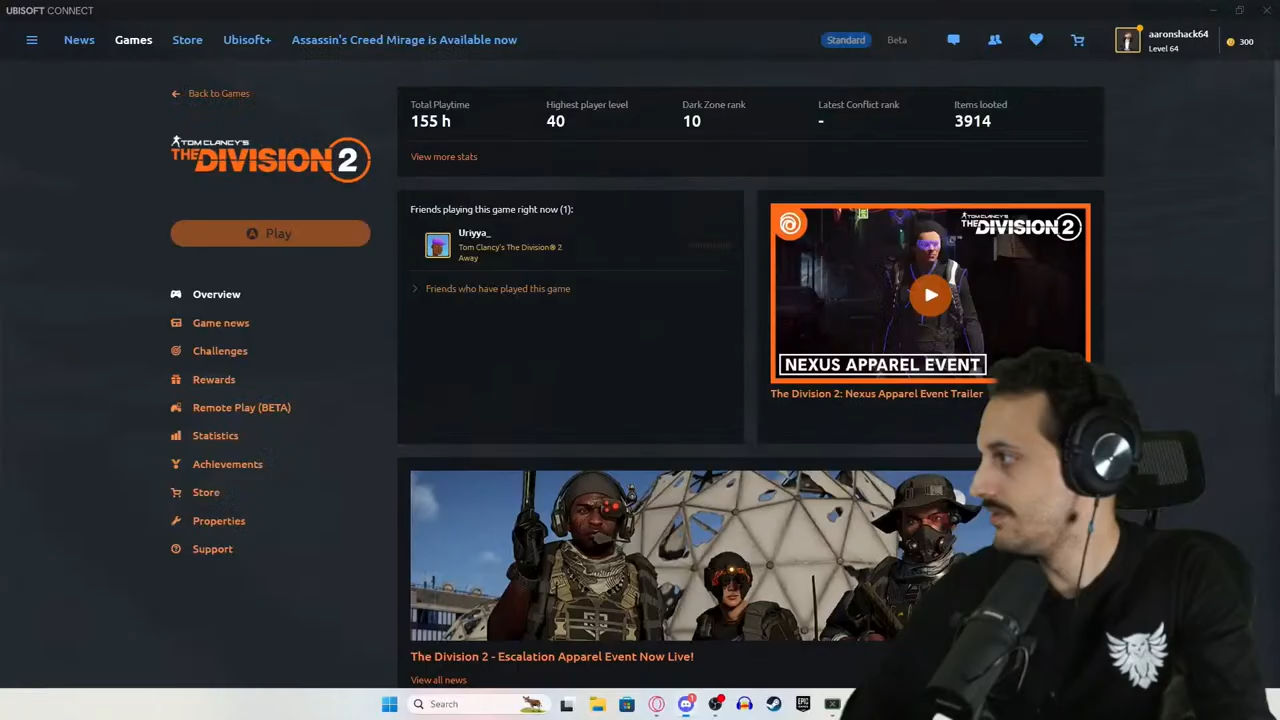 UBISOFT CONNECT
News Games Store Ubisoft+ Assassin's Creed Mirage is Available now Standard Beta aaronshack64 300
Level 64
Back to Games
TOM CLANCY'S
THE DIVISION 2
A Play
Overview
Game news
Challenges
Rewards
Remote Play (BETA)
Statistics
Achievements
Store
Properties
Support
Total Playtime Highest player level Dark Zone rank Latest Conflict rank Items looted
155 h 40 10 - 3914
View more stats
Friends playing this game right now (1):
Uriyya_
Tom Clancy's The Division® 2
Away
Friends who have played this game
TOM CLANCY'S
THE DIVISION 2
NEXUS APPAREL EVENT
The Division 2: Nexus Apparel Event Trailer
The Division 2 - Escalation Apparel Event Now Live!
View all news
Search
1
EPIC